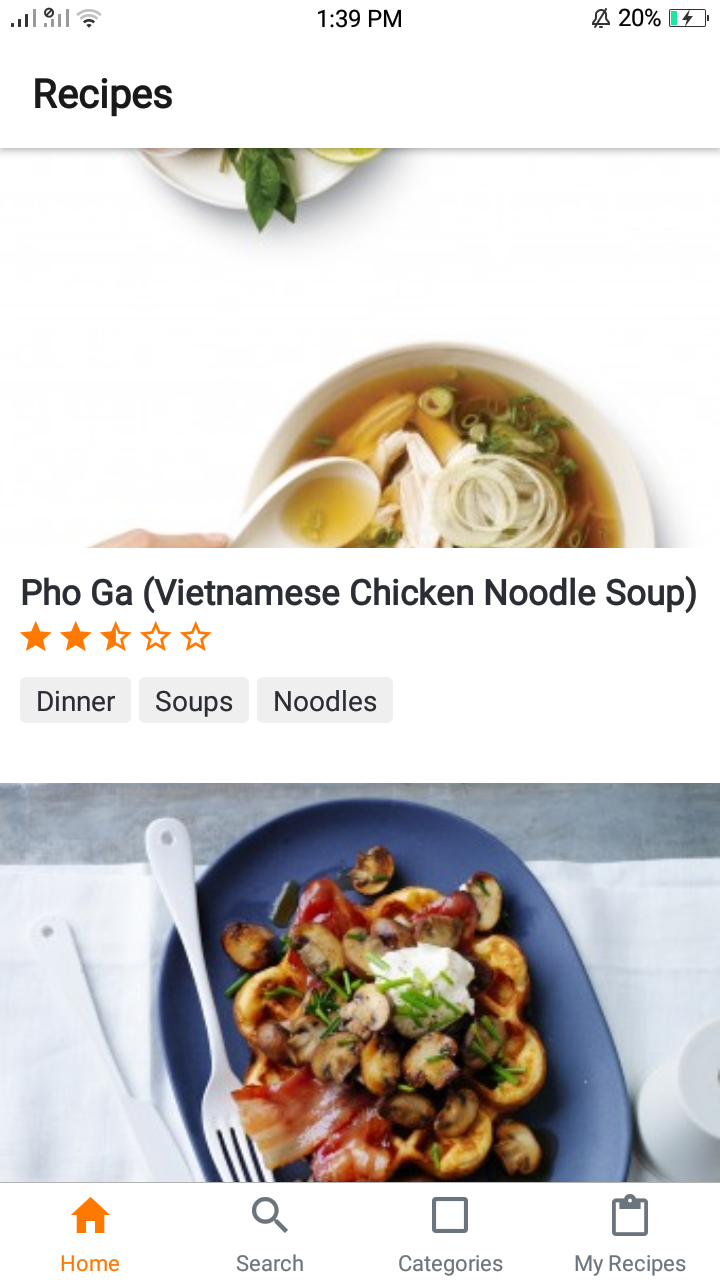 1:39 PM
20%
Recipes
Pho Ga (Vietnamese Chicken Noodle Soup)
Dinner Soups Noodles
Home Search Categories My Recipes